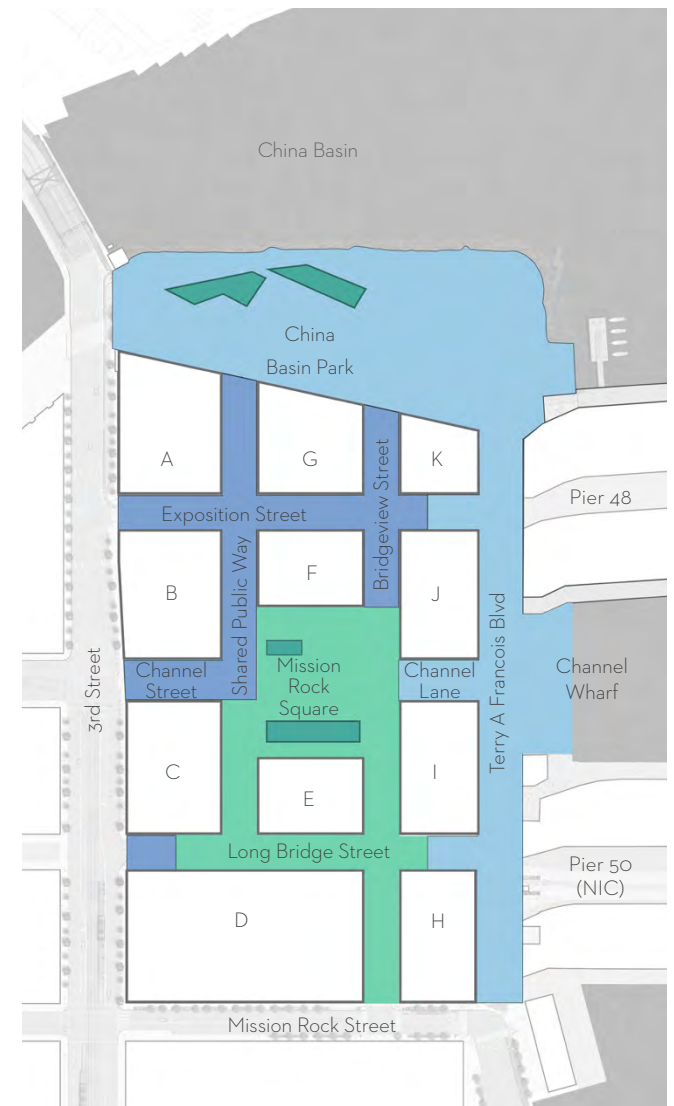 China Basin
China
Basin Park
A
G
K
Bridgeview Street
Pier 48
Exposition Street
F
B
J
Shared Public Way
Terry A Francois Blvd
3rd Street
Channel
Street
Mission
Rock
Square
Channel
Lane
Channel
Wharf
C
I
E
Long Bridge Street
Pier 50
(NIC)
D
H
Mission Rock Street